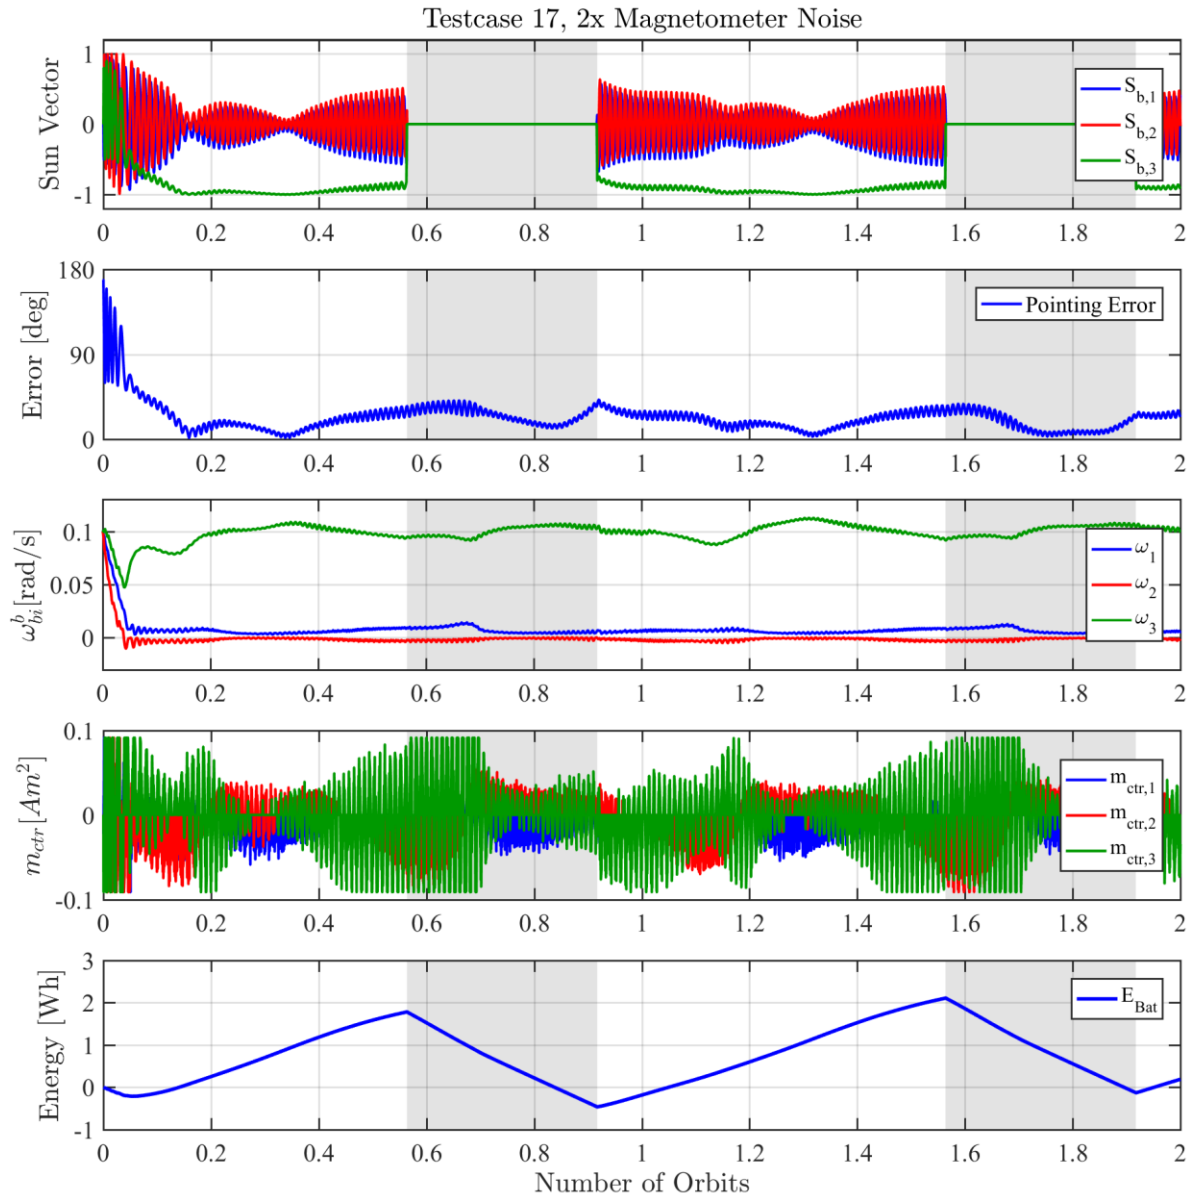 Testcase 17, 2x Magnetometer Noise
Sun Vector
1
0
-1
S_b,1
S_b,2
S_b,3
0 0.2 0.4 0.6 0.8 1 1.2 1.4 1.6 1.8 2
Error [deg]
180
90
0
Pointing Error
0 0.2 0.4 0.6 0.8 1 1.2 1.4 1.6 1.8 2
ω_bi^b[rad/s]
0.1
0.05
0
ω_1
ω_2
ω_3
0 0.2 0.4 0.6 0.8 1 1.2 1.4 1.6 1.8 2
m_ctr[Am^2]
0.1
0
-0.1
m_ctr,1
m_ctr,2
m_ctr,3
0 0.2 0.4 0.6 0.8 1 1.2 1.4 1.6 1.8 2
Energy [Wh]
3
2
1
0
-1
E_Bat
0 0.2 0.4 0.6 0.8 1 1.2 1.4 1.6 1.8 2
Number of Orbits